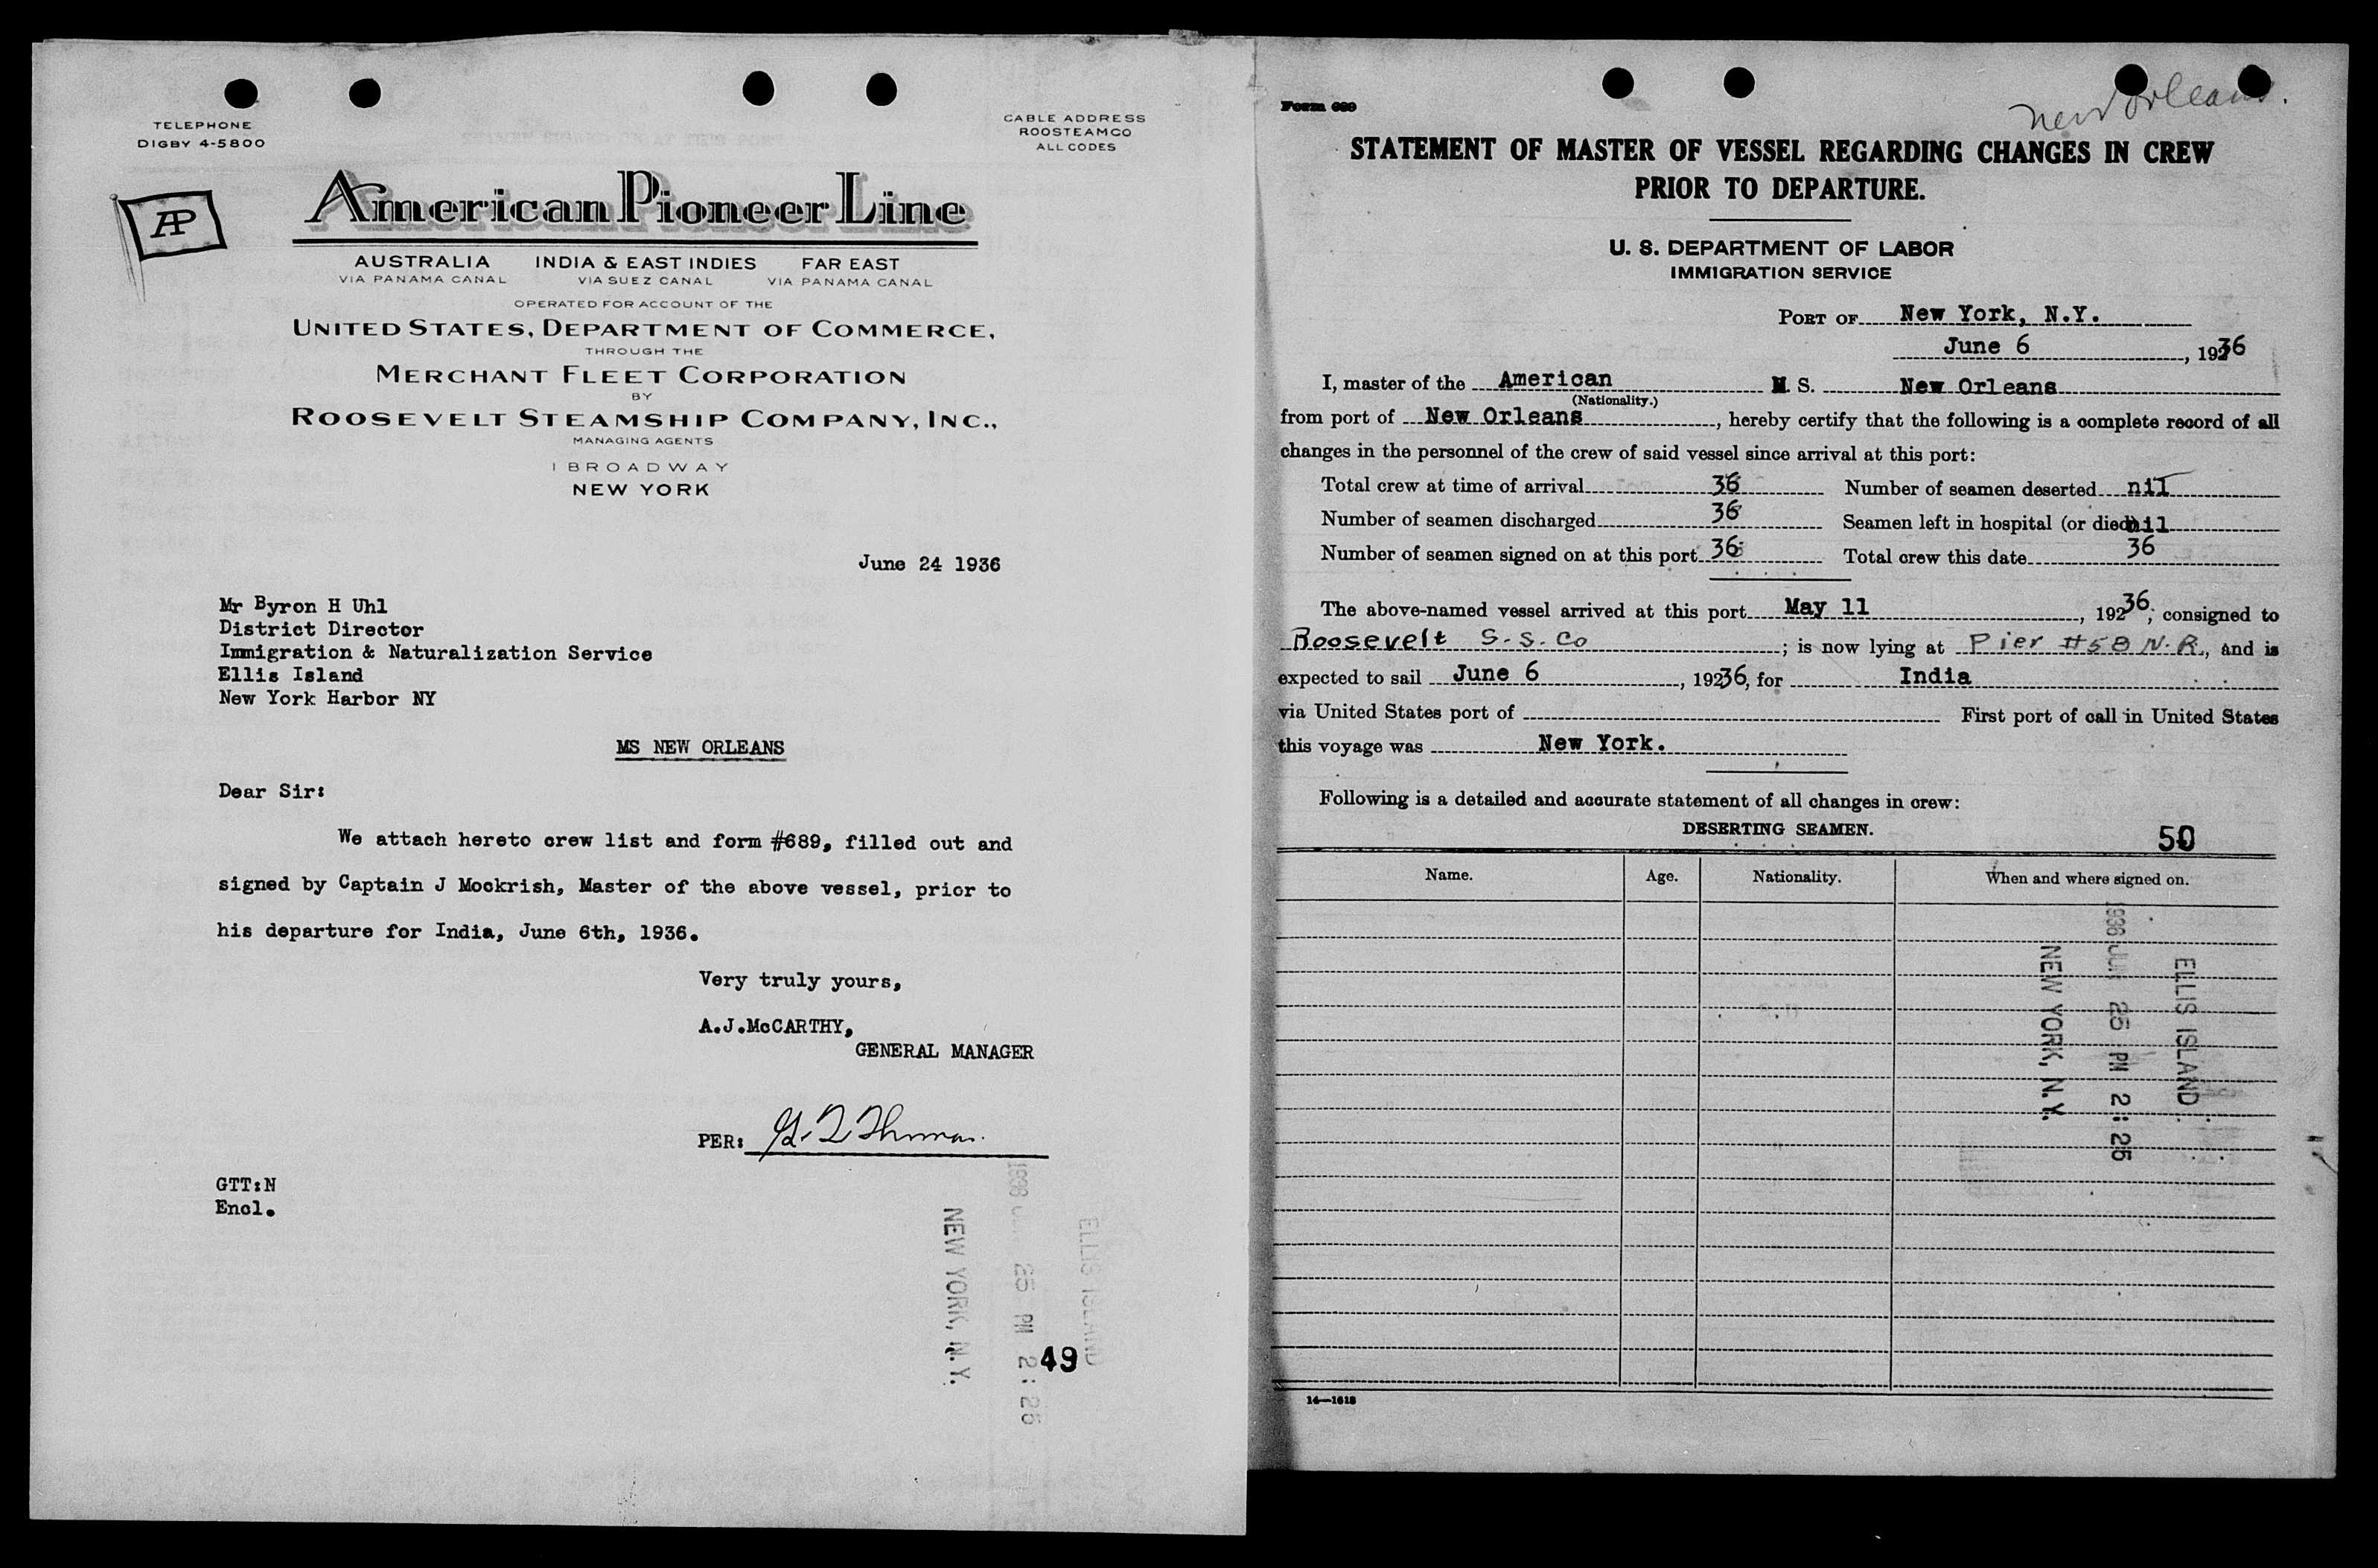 TELEPHONE
DIGBY 4-5800
CABLE ADDRESS
ROOSTEAMCO
ALL CODES
AP
American Pioneer Line
AUSTRALIA INDIA & EAST INDIES FAR EAST
VIA PANAMA CANAL VIA SUEZ CANAL VIA PANAMA CANAL
OPERATED FOR ACCOUNT OF THE
UNITED STATES, DEPARTMENT OF COMMERCE,
THROUGH THE
MERCHANT FLEET CORPORATION
BY
ROOSEVELT STEAMSHIP COMPANY, INC.,
MANAGING AGENTS
1 BROADWAY
NEW YORK
June 24 1936
Mr Byron H Uhl
District Director
Immigration & Naturalization Service
Ellis Island
New York Harbor NY
MS NEW ORLEANS
Dear Sir:
We attach hereto crew list and form #689, filled out and
signed by Captain J Mockrish, Master of the above vessel, prior to
his departure for India, June 6th, 1936.
Very truly yours,
A.J.McCARTHY,
GENERAL MANAGER
PER:
GTT:N
Encl.
ELLIS ISLAND
1936 25 PM 2:25
NEW YORK, N.Y.
49
Form 689
New Orleans.
STATEMENT OF MASTER OF VESSEL REGARDING CHANGES IN CREW
PRIOR TO DEPARTURE.
U. S. DEPARTMENT OF LABOR
IMMIGRATION SERVICE
PORT OF New York, N.Y.
June 6, 1936
I, master of the American M S. New Orleans
(Nationality.)
from port of New Orleans, hereby certify that the following is a complete record of all
changes in the personnel of the crew of said vessel since arrival at this port:
Total crew at time of arrival 36 Number of seamen deserted nil
Number of seamen discharged 36 Seamen left in hospital (or died) nil
Number of seamen signed on at this port 36 Total crew this date 36
The above-named vessel arrived at this port May 11, 19236; consigned to
Roosevelt S.S. Co; is now lying at Pier #58 N.R., and is
expected to sail June 6, 19236, for India
via United States port of First port of call in United States
this voyage was New York.
Following is a detailed and accurate statement of all changes in crew:
DESERTING SEAMEN.
50
Name. Age. Nationality. When and where signed on.
ELLIS ISLAND
1936 JUN 25 PM 2:25
NEW YORK, N.Y.
14—1618